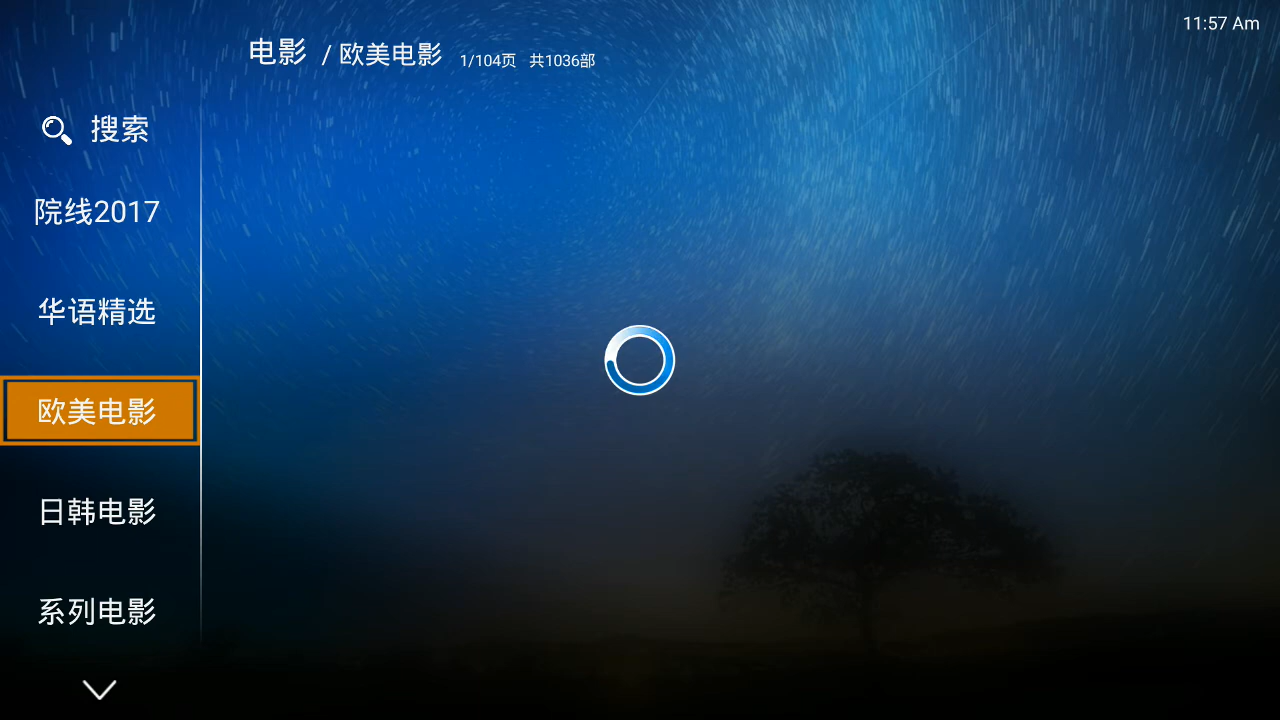 11:57 Am
电影 / 欧美电影 1/104页 共1036部
搜索
院线2017
华语精选
欧美电影
日韩电影
系列电影